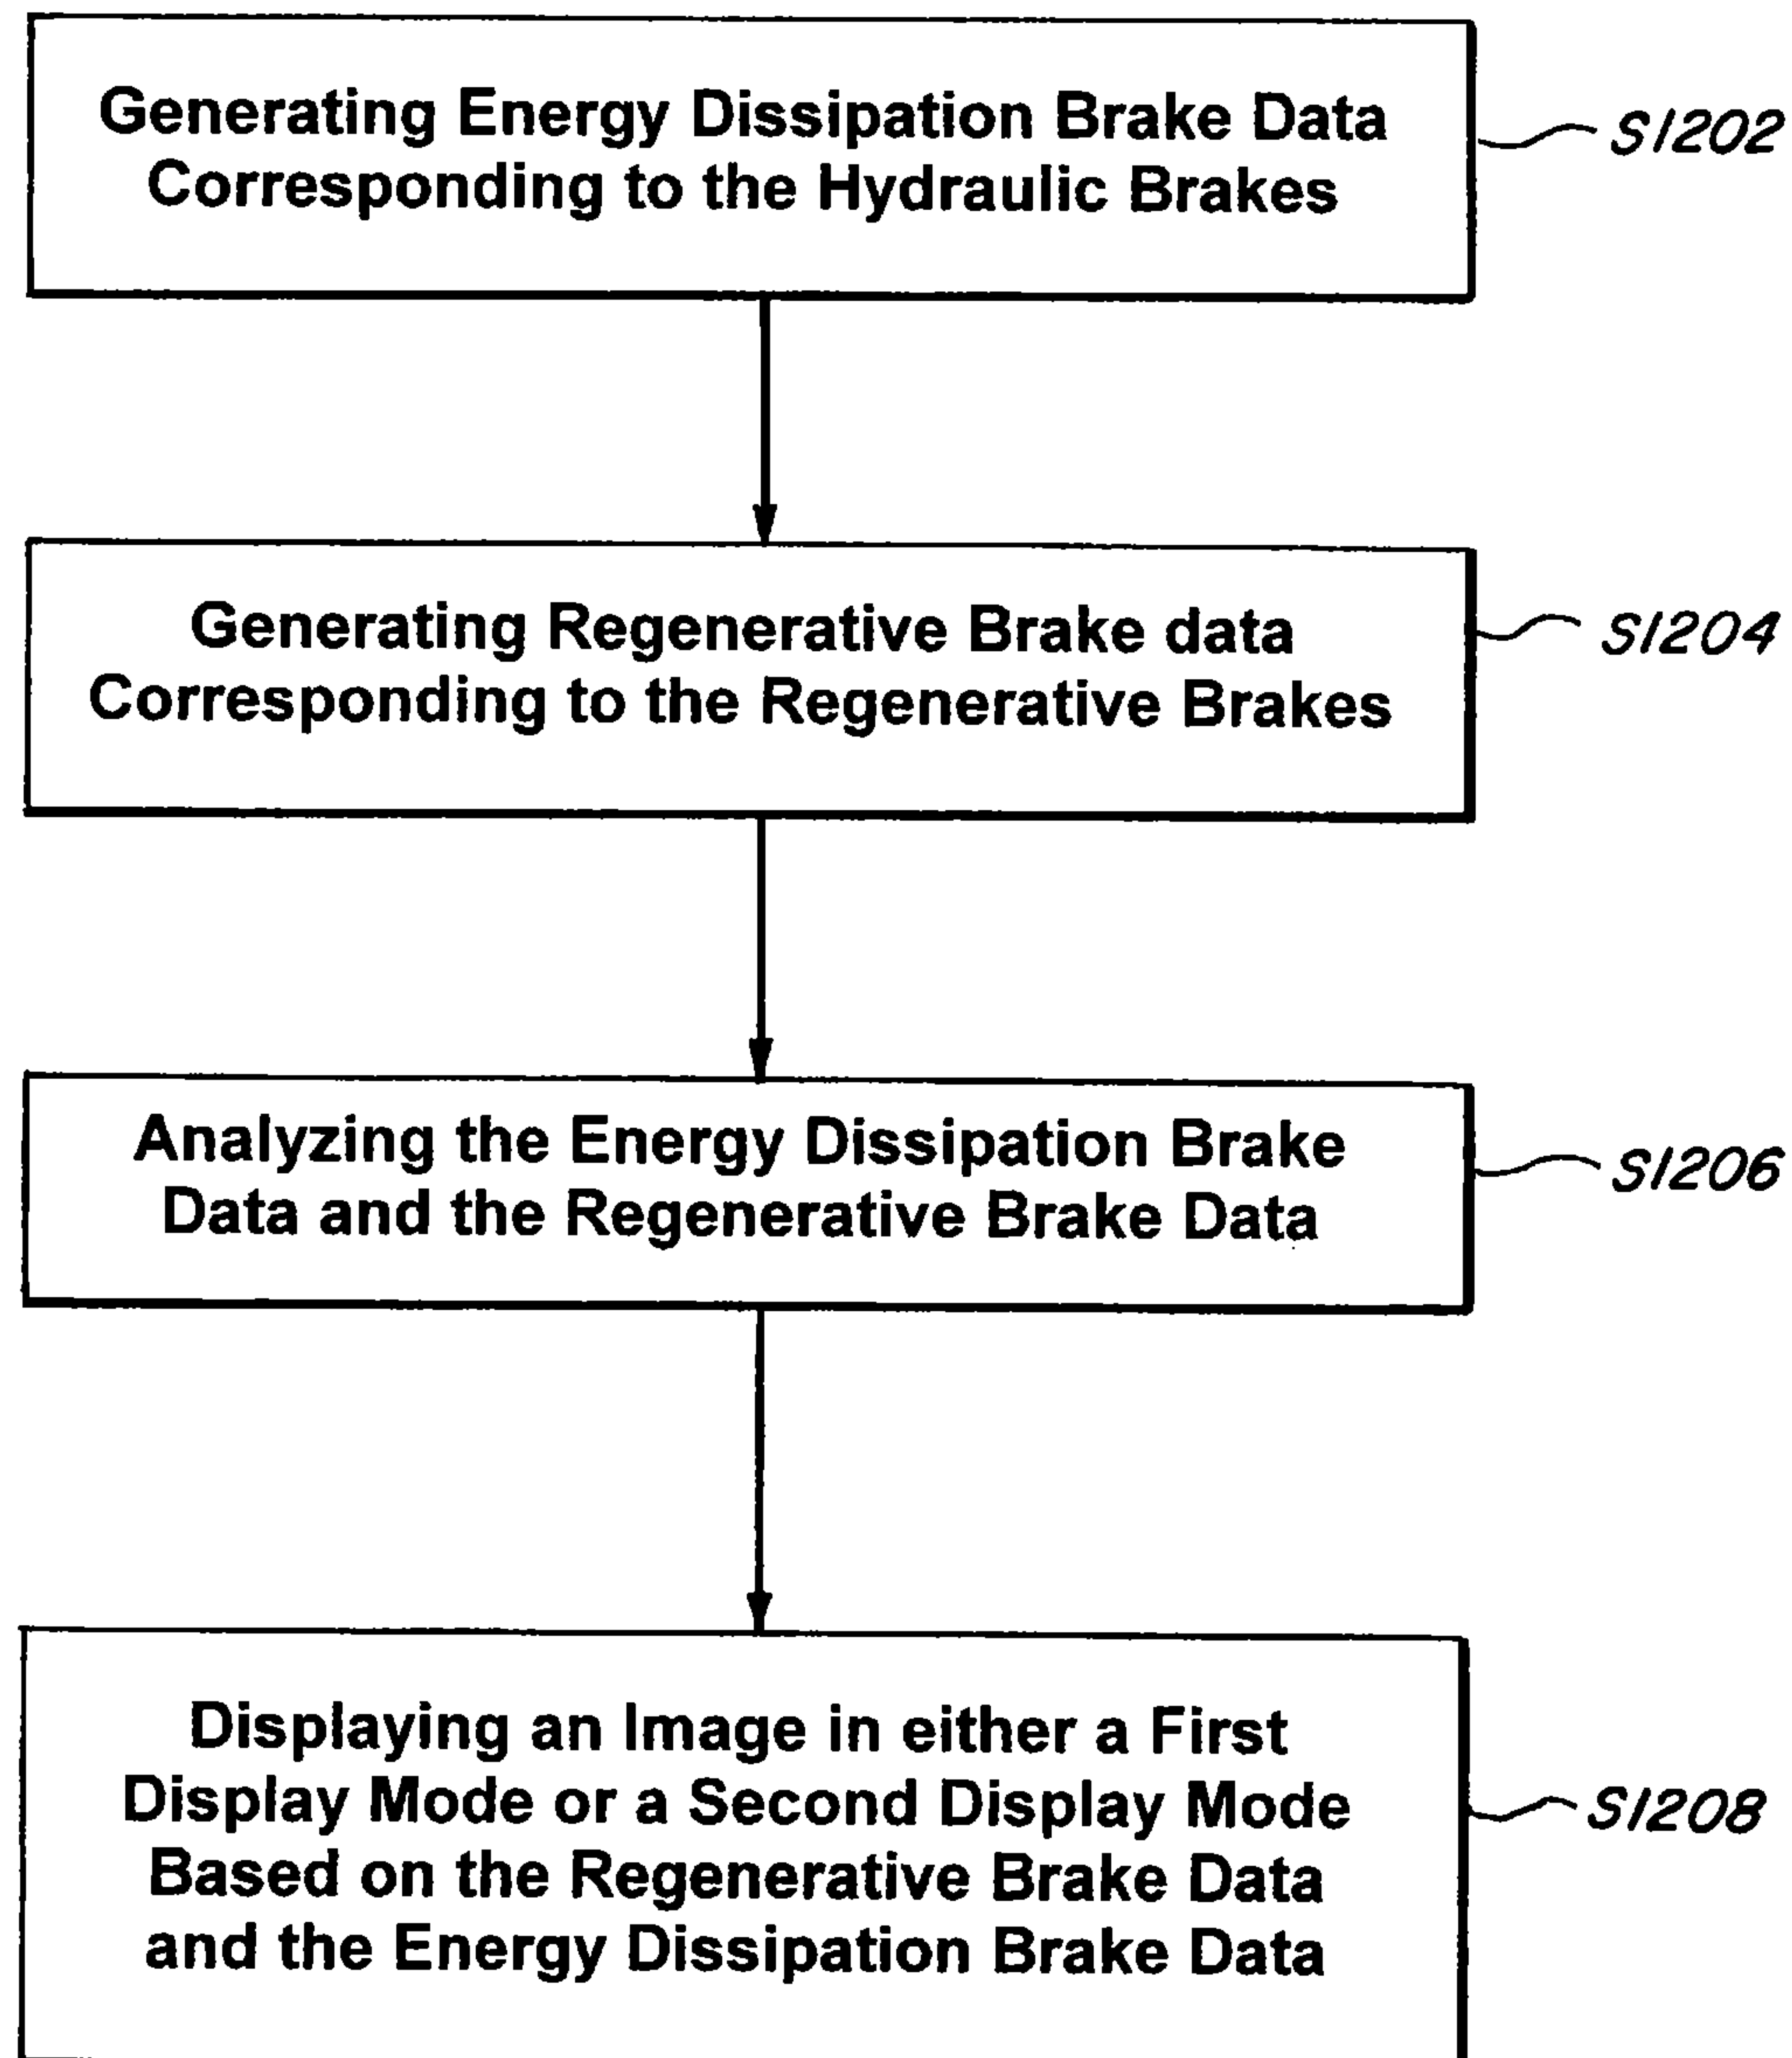 Generating Energy Dissipation Brake Data
Corresponding to the Hydraulic Brakes
S1202
Generating Regenerative Brake data
Corresponding to the Regenerative Brakes
S1204
Analyzing the Energy Dissipation Brake
Data and the Regenerative Brake Data
S1206
Displaying an Image in either a First
Display Mode or a Second Display Mode
Based on the Regenerative Brake Data
and the Energy Dissipation Brake Data
S1208